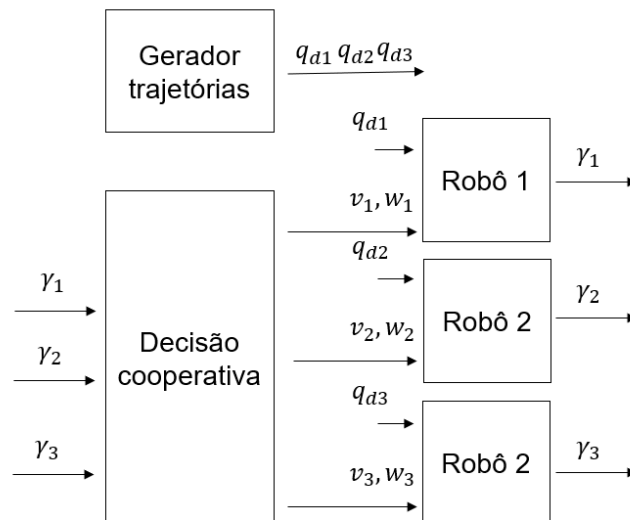 Gerador
trajetórias
q_{d1} q_{d2} q_{d3}
q_{d1}
Robô 1
γ_1
v_1, w_1
q_{d2}
γ_1
γ_2
Robô 2
γ_2
Decisão
cooperativa
v_2, w_2
q_{d3}
γ_3
Robô 2
γ_3
v_3, w_3